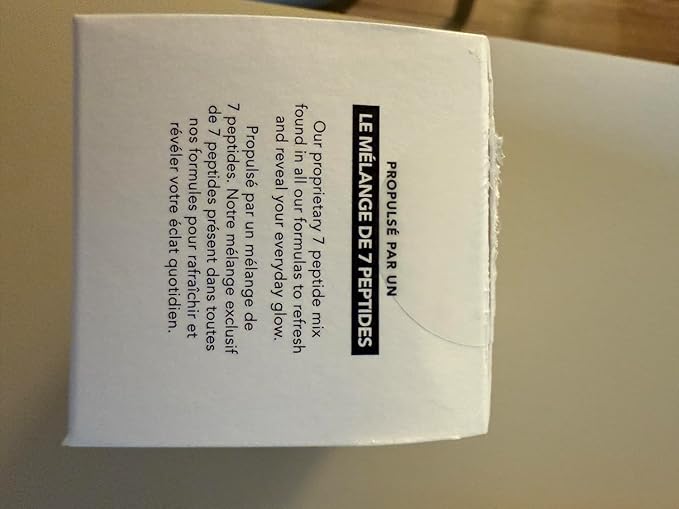 PROPULSÉ PAR UN
LE MÉLANGE DE 7 PEPTIDES
Our proprietary 7 peptide mix
found in all our formulas to refresh
and reveal your everyday glow.
Propulsé par un mélange de
7 peptides. Notre mélange exclusif
de 7 peptides présent dans toutes
nos formules pour rafraîchir et
révéler votre éclat quotidien.